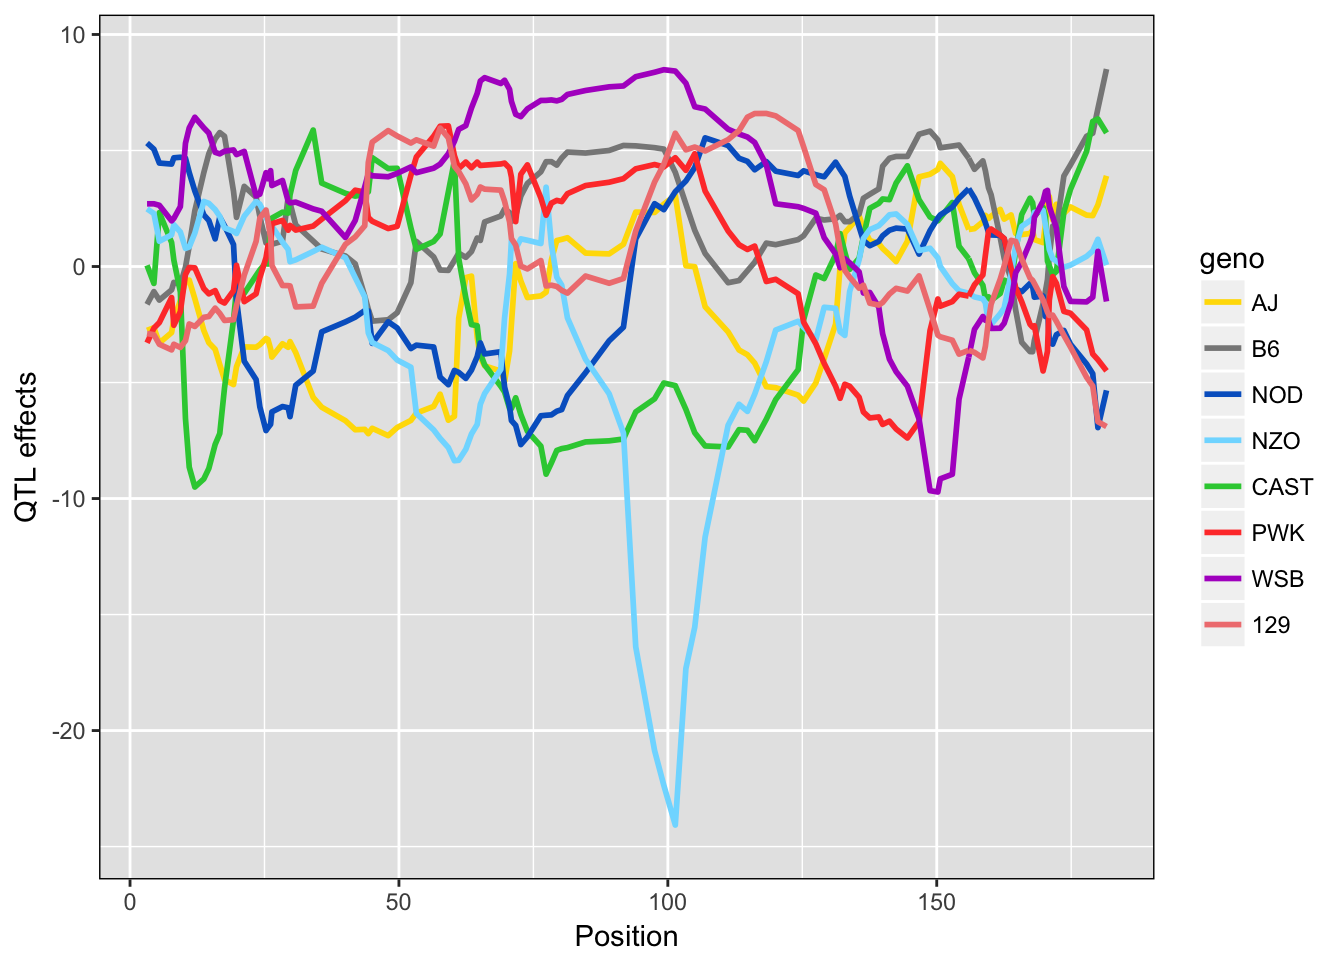 10
0
-10
-20
QTL effects
0
50
100
150
Position
geno
AJ
B6
NOD
NZO
CAST
PWK
WSB
129